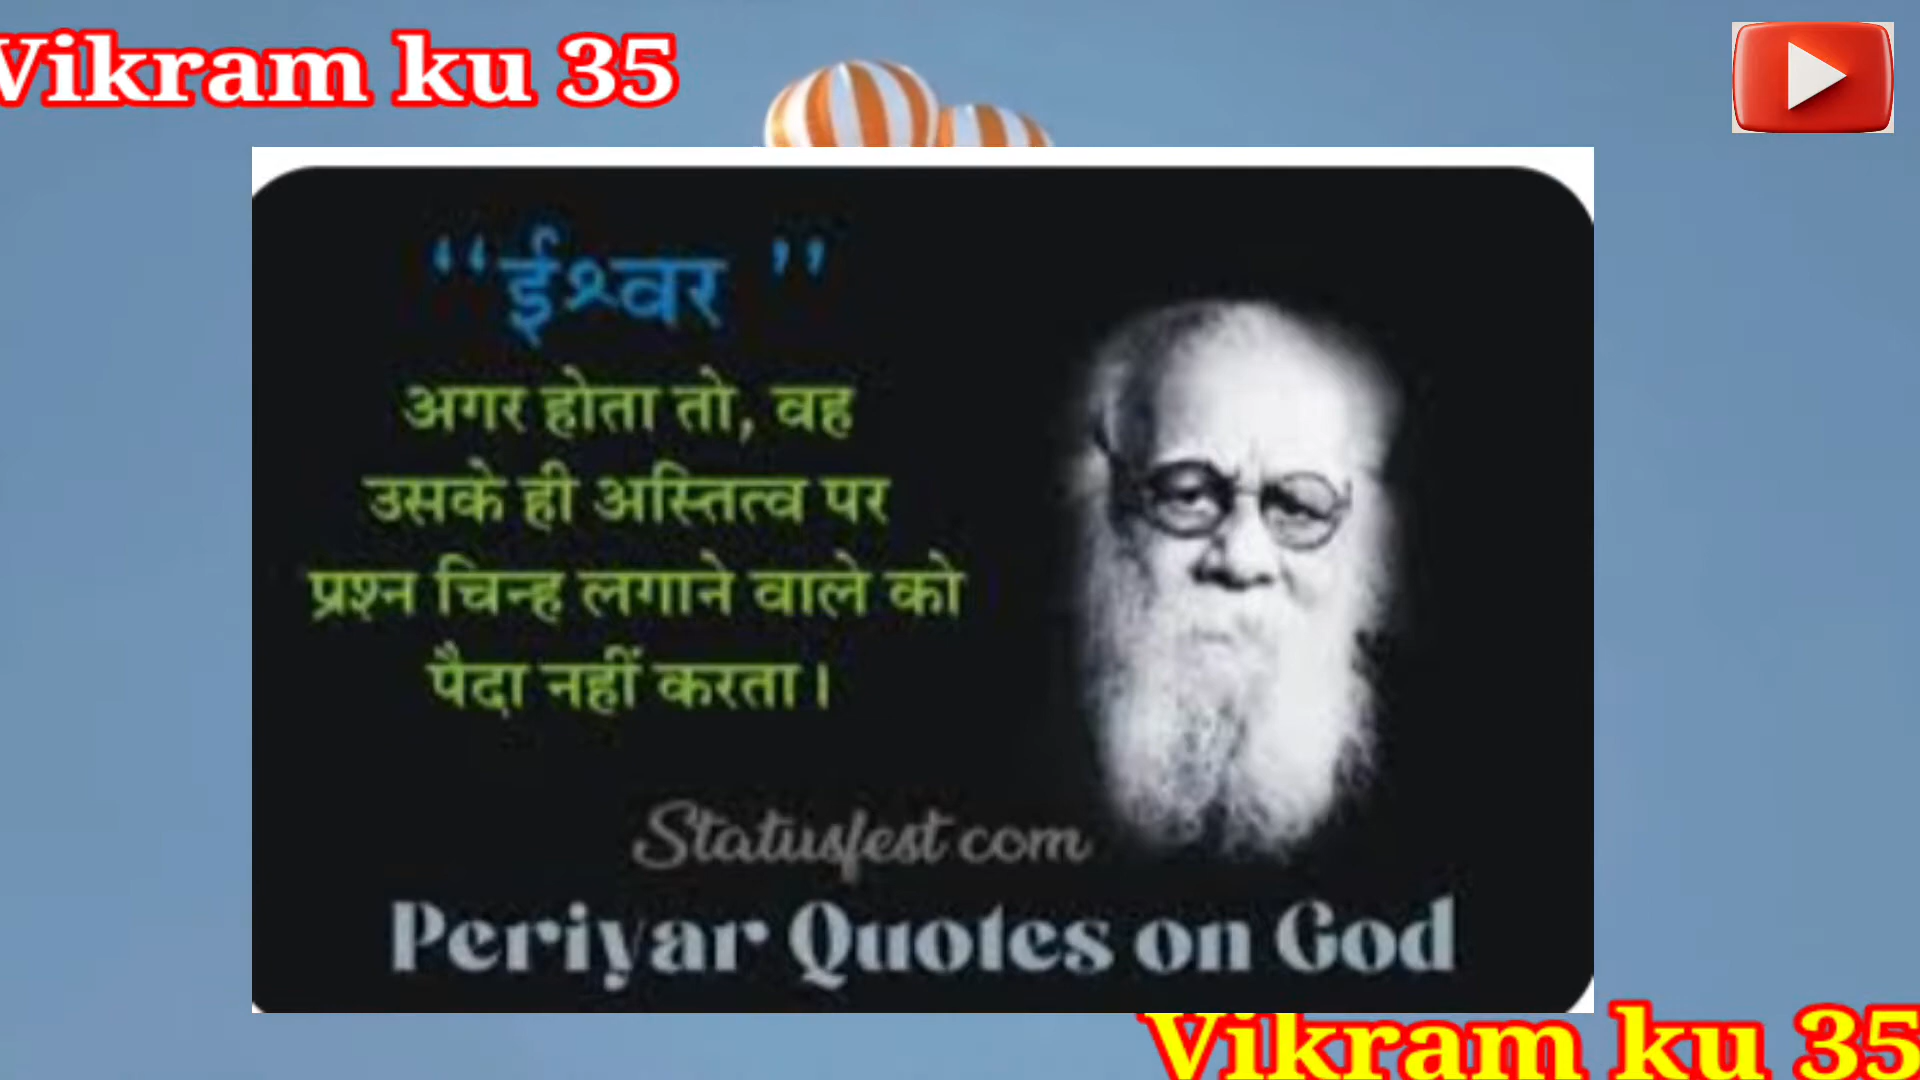 Vikram ku 35
“ईश्वर ”
अगर होता तो, वह
उसके ही अस्तित्व पर
प्रश्न चिन्ह लगाने वाले को
पैदा नहीं करता।
Statusfest com
Periyar Quotes on God
Vikram ku 35